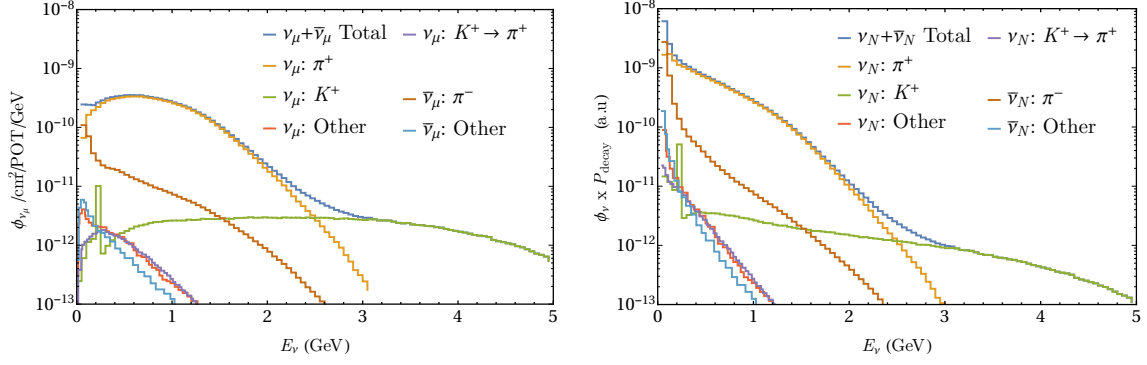 10⁻⁸
10⁻⁹
10⁻¹⁰
10⁻¹¹
10⁻¹²
10⁻¹³
ϕ_{ν_μ} /cm²/POT/GeV
ν_μ+ν̄_μ Total
ν_μ: K⁺→π⁺
ν_μ: π⁺
ν_μ: K⁺
ν̄_μ: π⁻
ν_μ: Other
ν̄_μ: Other
0 1 2 3 4 5
E_ν (GeV)
10⁻⁸
10⁻⁹
10⁻¹⁰
10⁻¹¹
10⁻¹²
10⁻¹³
ϕ_ν x P_decay (a.u)
ν_N+ν̄_N Total
ν_N: K⁺→π⁺
ν_N: π⁺
ν_N: K⁺
ν̄_N: π⁻
ν_N: Other
ν̄_N: Other
0 1 2 3 4 5
E_ν (GeV)